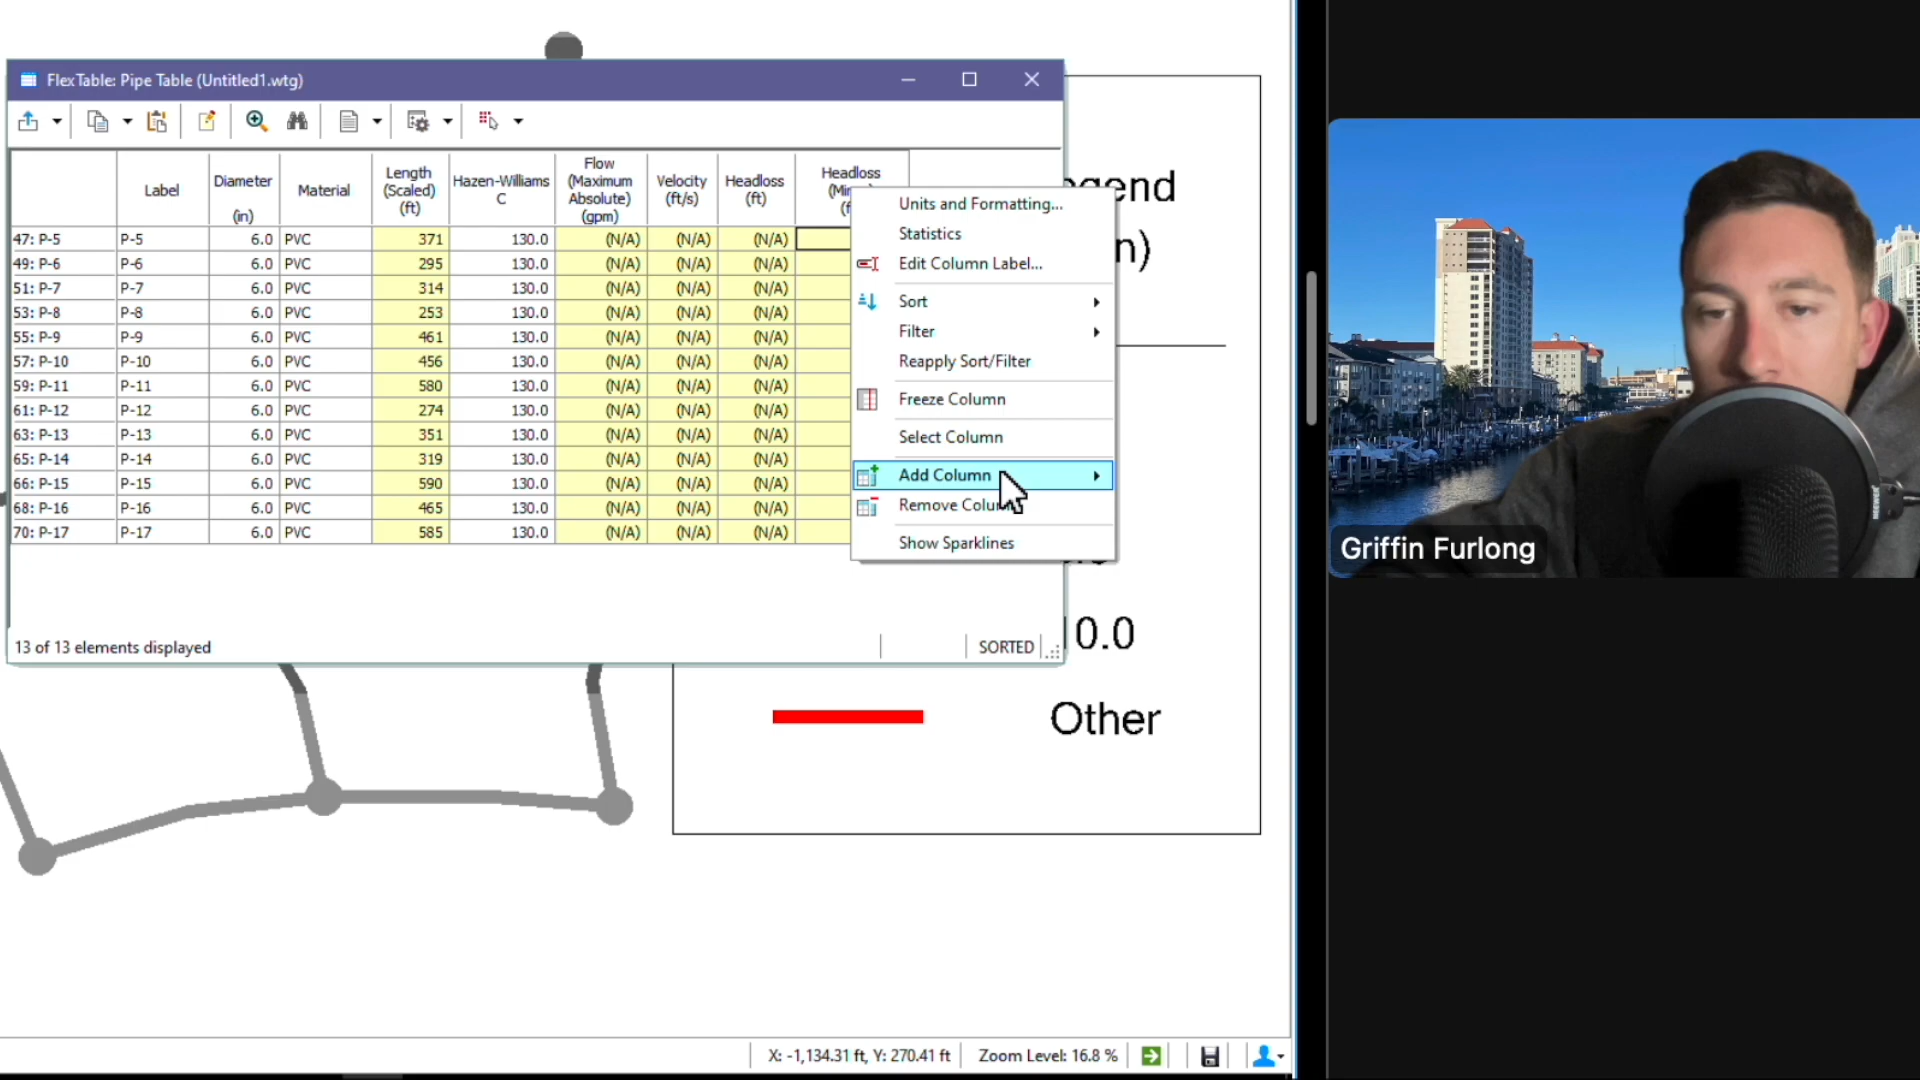 FlexTable: Pipe Table (Untitled1.wtg)
Label
Diameter
(in)
Material
Length
(Scaled)
(ft)
Hazen-Williams
C
Flow
(Maximum
Absolute)
(gpm)
Velocity
(ft/s)
Headloss
(ft)
Headloss
47: P-5 P-5 6.0 PVC 371 130.0 (N/A) (N/A) (N/A)
49: P-6 P-6 6.0 PVC 295 130.0 (N/A) (N/A) (N/A)
51: P-7 P-7 6.0 PVC 314 130.0 (N/A) (N/A) (N/A)
53: P-8 P-8 6.0 PVC 253 130.0 (N/A) (N/A) (N/A)
55: P-9 P-9 6.0 PVC 461 130.0 (N/A) (N/A) (N/A)
57: P-10 P-10 6.0 PVC 456 130.0 (N/A) (N/A) (N/A)
59: P-11 P-11 6.0 PVC 580 130.0 (N/A) (N/A) (N/A)
61: P-12 P-12 6.0 PVC 274 130.0 (N/A) (N/A) (N/A)
63: P-13 P-13 6.0 PVC 351 130.0 (N/A) (N/A) (N/A)
65: P-14 P-14 6.0 PVC 319 130.0 (N/A) (N/A) (N/A)
66: P-15 P-15 6.0 PVC 590 130.0 (N/A) (N/A) (N/A)
68: P-16 P-16 6.0 PVC 465 130.0 (N/A) (N/A) (N/A)
70: P-17 P-17 6.0 PVC 585 130.0 (N/A) (N/A) (N/A)
Units and Formatting...
Statistics
Edit Column Label...
Sort
Filter
Reapply Sort/Filter
Freeze Column
Select Column
Add Column
Remove Column
Show Sparklines
13 of 13 elements displayed
SORTED
Other
X: -1,134.31 ft, Y: 270.41 ft
Zoom Level: 16.8 %
Griffin Furlong
NEEWER